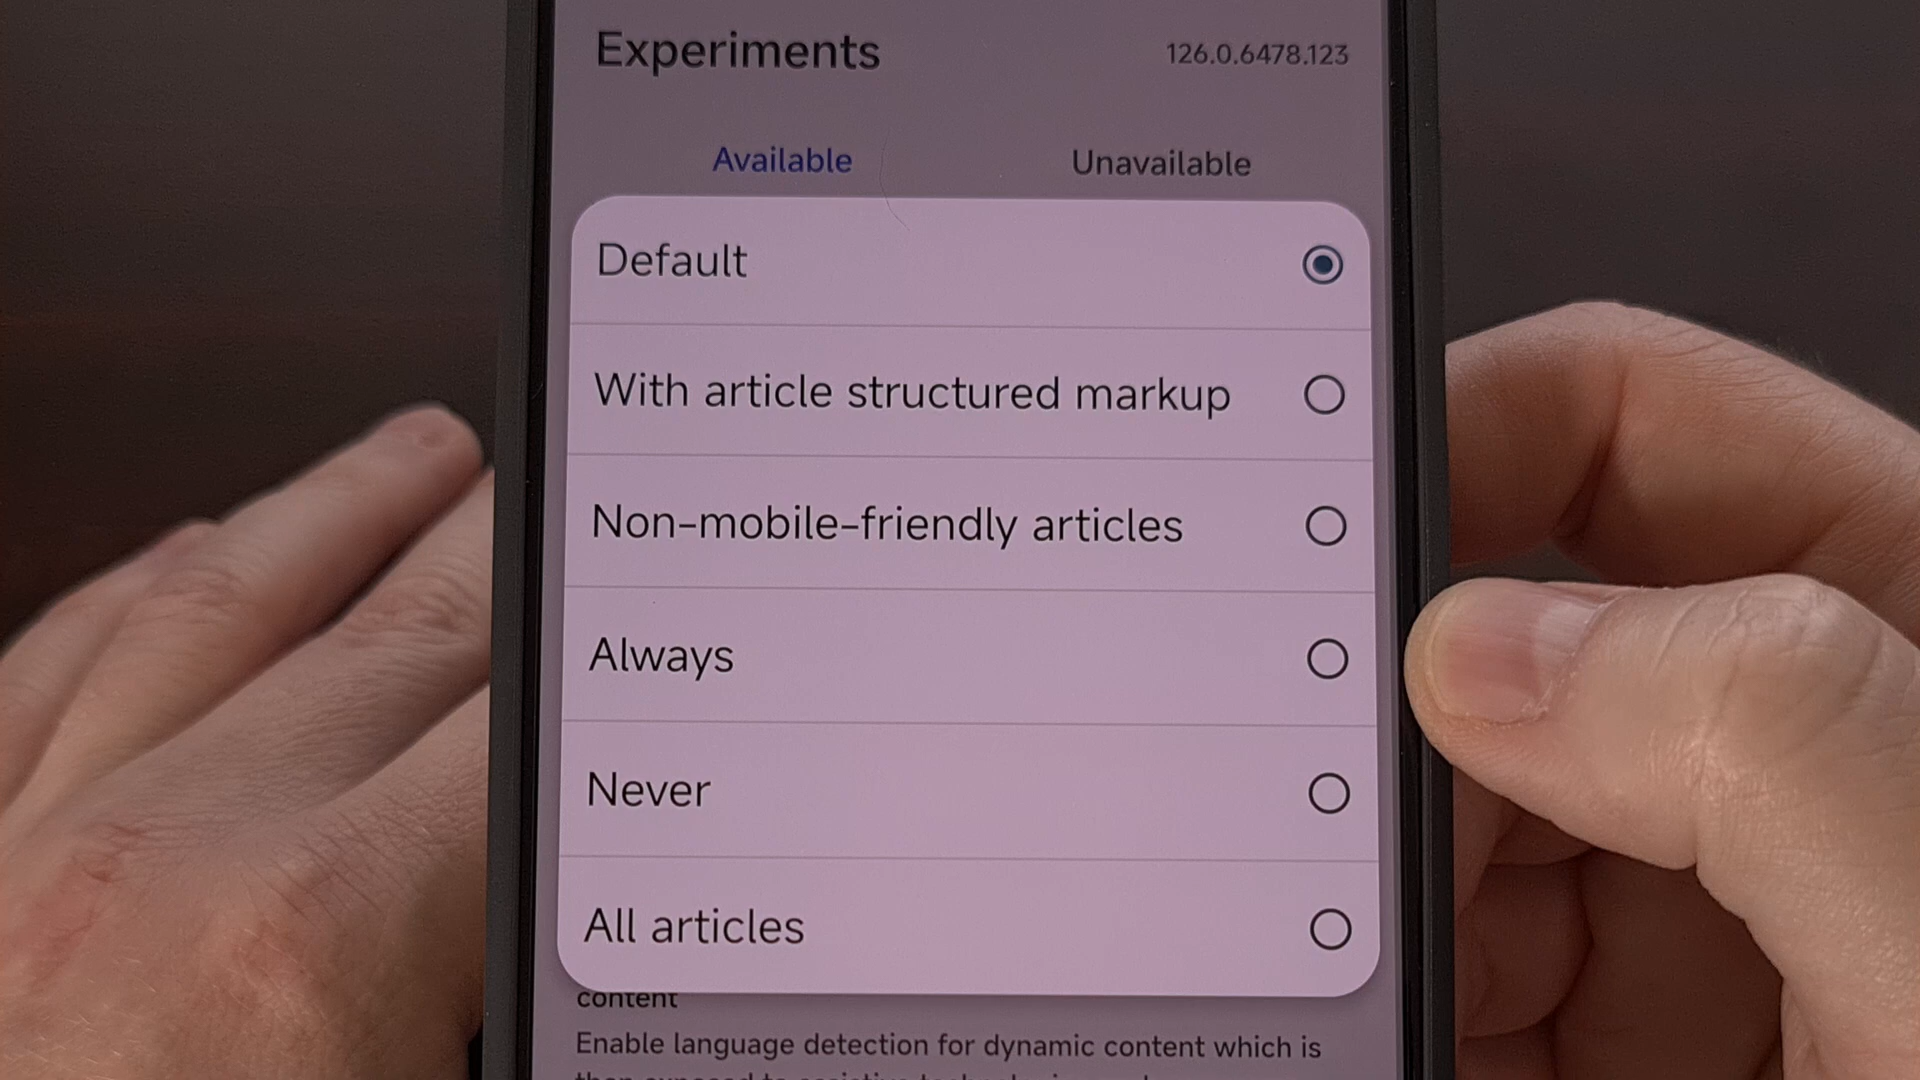 Experiments
126.0.6478.123
Available
Unavailable
Default
With article structured markup
Non-mobile-friendly articles
Always
Never
All articles
content
Enable language detection for dynamic content which is